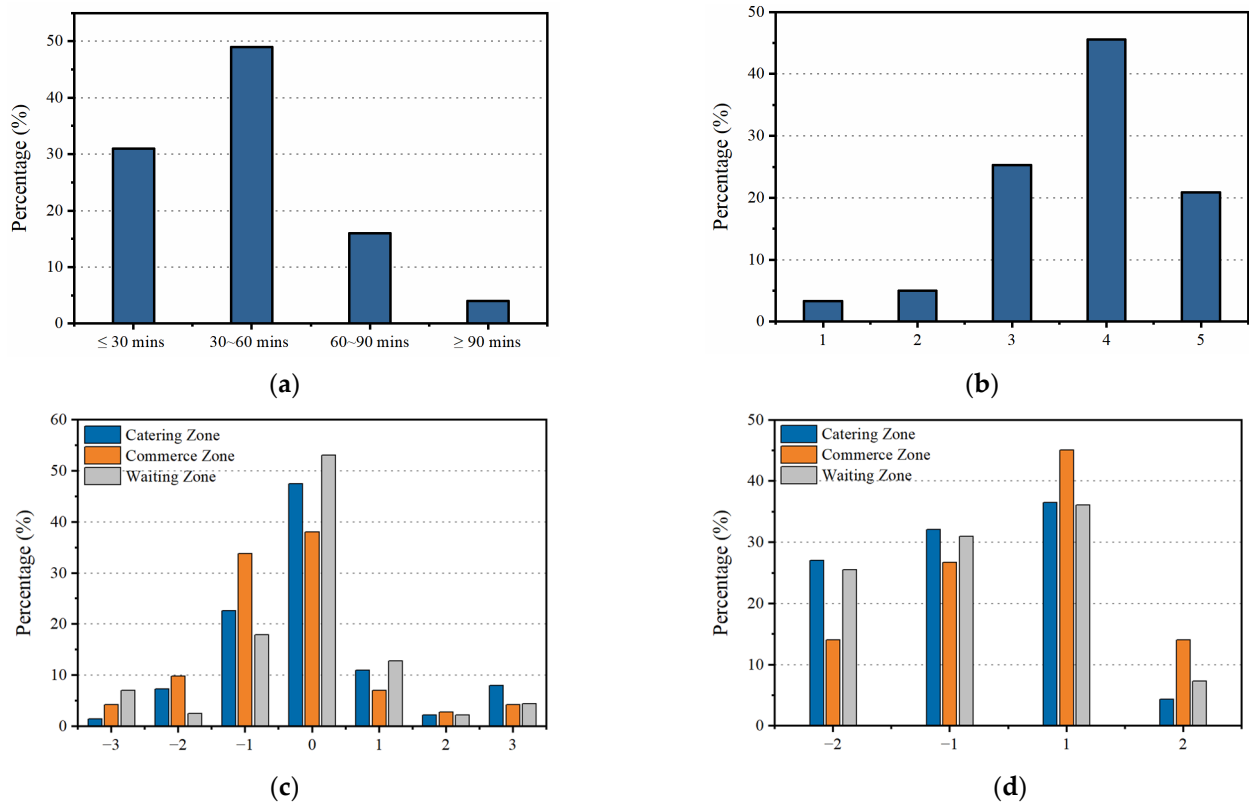 50
40
30
20
10
0
Percentage (%)
≤ 30 mins 30~60 mins 60~90 mins ≥ 90 mins
(a)
50
40
30
20
10
0
Percentage (%)
1 2 3 4 5
(b)
60
50
40
30
20
10
0
Percentage (%)
Catering Zone
Commerce Zone
Waiting Zone
−3 −2 −1 0 1 2 3
(c)
50
40
30
20
10
0
Percentage (%)
Catering Zone
Commerce Zone
Waiting Zone
−2 −1 1 2
(d)